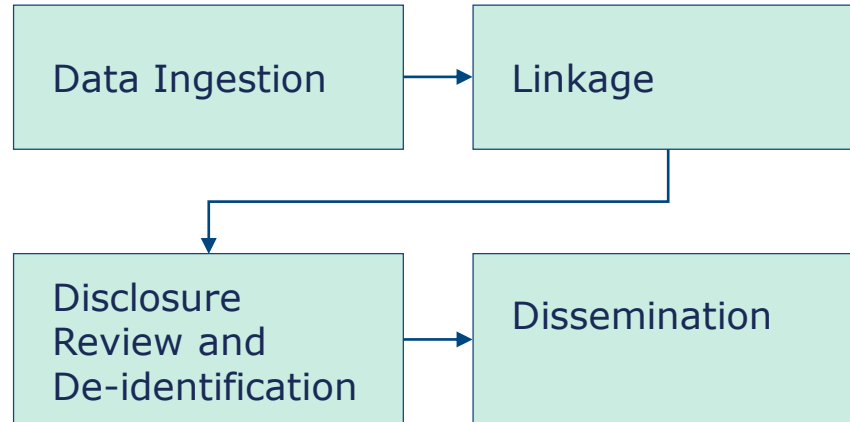 Data Ingestion
Linkage
Disclosure
Review and
De-identification
Dissemination